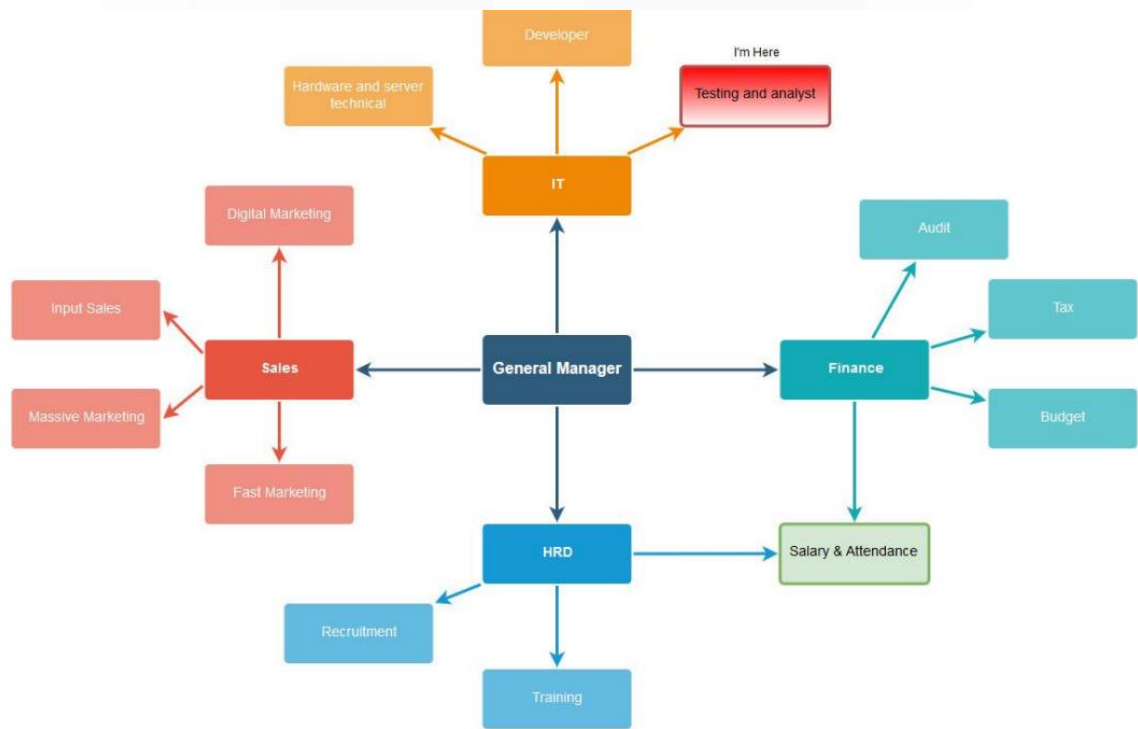 Developer
I'm Here
Hardware and server
technical
Testing and analyst
IT
Digital Marketing
Audit
Input Sales
Tax
Sales
General Manager
Finance
Massive Marketing
Budget
Fast Marketing
HRD
Salary & Attendance
Recruitment
Training